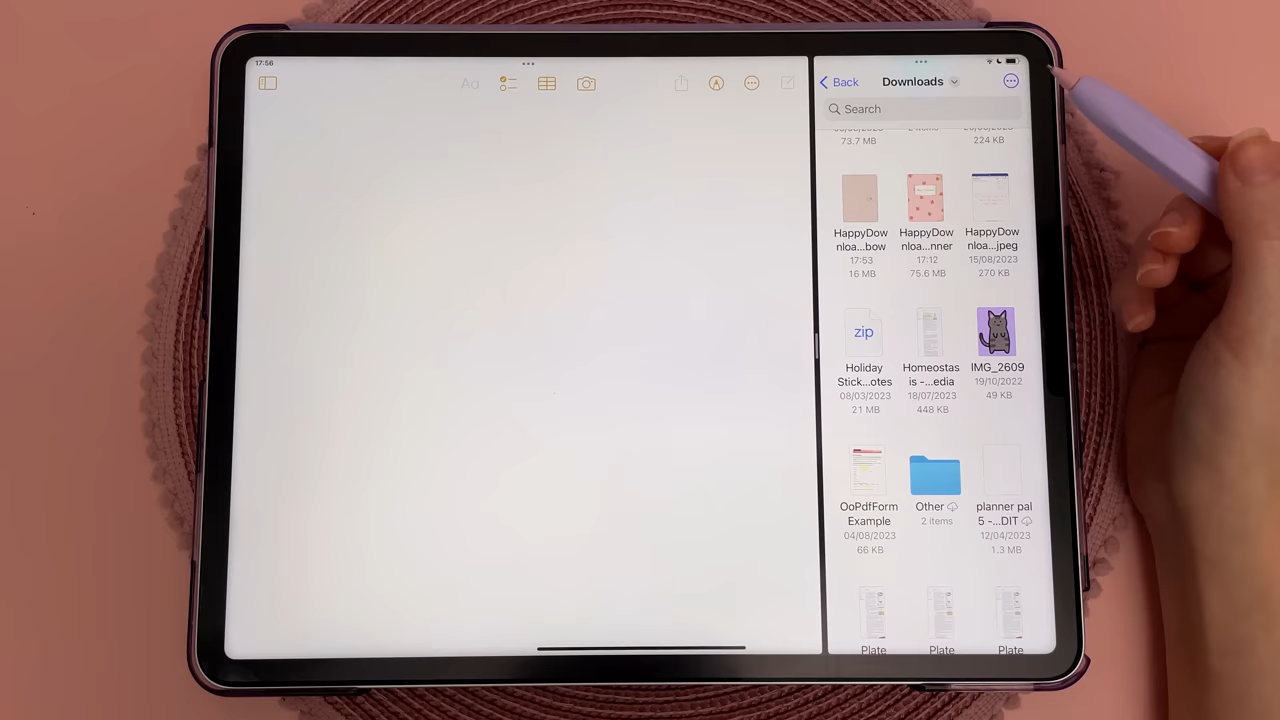 17:56
Aa
Back
Downloads
Search
2 items
73.7 MB
224 KB
HappyDow
nloa...bow
17:53
16 MB
HappyDow
nloa...nner
17:12
75.6 MB
HappyDow
nloa...jpeg
15/08/2023
270 KB
zip
Holiday
Stick...otes
08/03/2023
21 MB
Homeostas
is -...edia
18/07/2023
448 KB
IMG_2609
19/10/2022
49 KB
OoPdfForm
Example
04/08/2023
66 KB
Other
2 items
planner pal
5 -...DIT
12/04/2023
1.3 MB
Plate
Plate
Plate